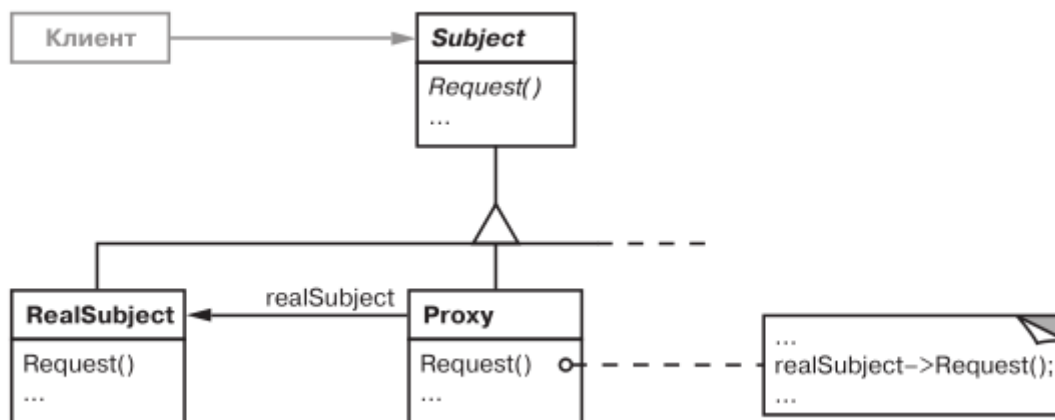 Клиент
Subject
Request()
...
realSubject
RealSubject
Request()
...
Proxy
Request()
...
...
realSubject–>Request();
...